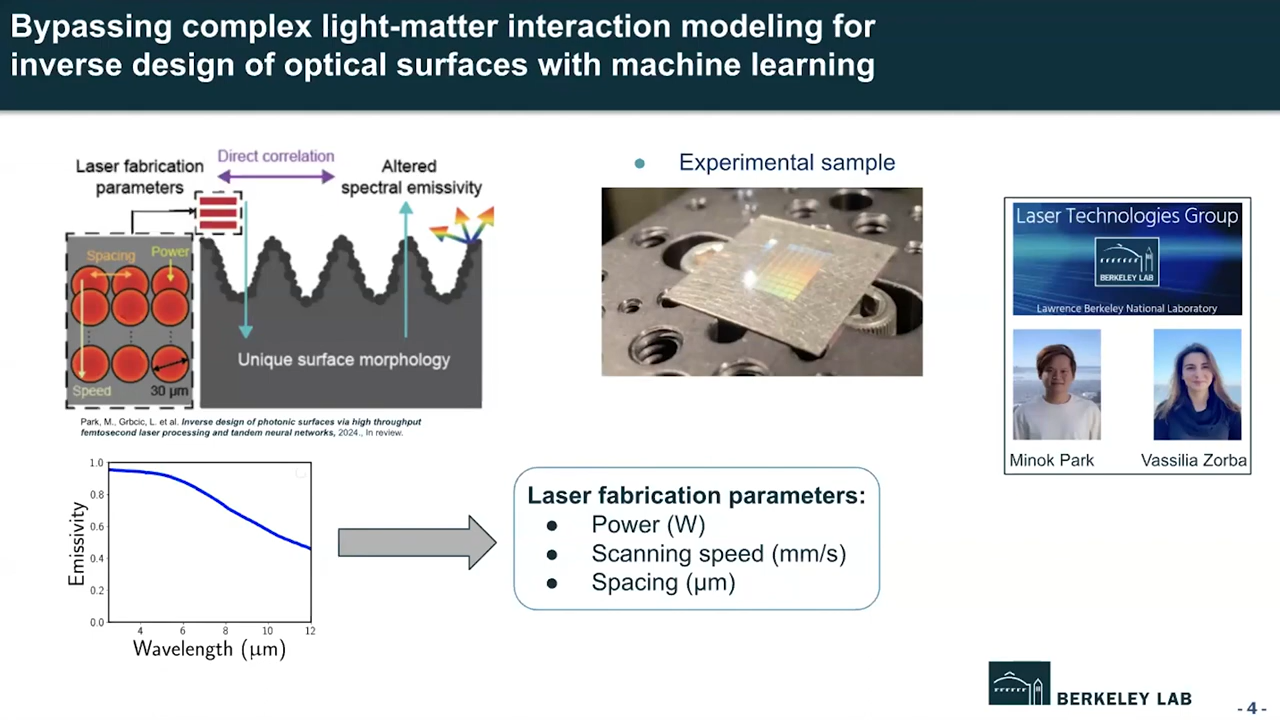 Bypassing complex light-matter interaction modeling for
inverse design of optical surfaces with machine learning
Laser fabrication
parameters
Direct correlation
Altered
spectral emissivity
Spacing
Power
Speed
30 µm
Unique surface morphology
Park, M., Grbcic, L. et al. Inverse design of photonic surfaces via high throughput
femtosecond laser processing and tandem neural networks, 2024., In review.
● Experimental sample
Laser Technologies Group
BERKELEY LAB
Lawrence Berkeley National Laboratory
Minok Park
Vassilia Zorba
Emissivity
1.0
0.8
0.6
0.4
0.2
0.0
4 6 8 10 12
Wavelength (µm)
Laser fabrication parameters:
● Power (W)
● Scanning speed (mm/s)
● Spacing (µm)
BERKELEY LAB
- 4 -